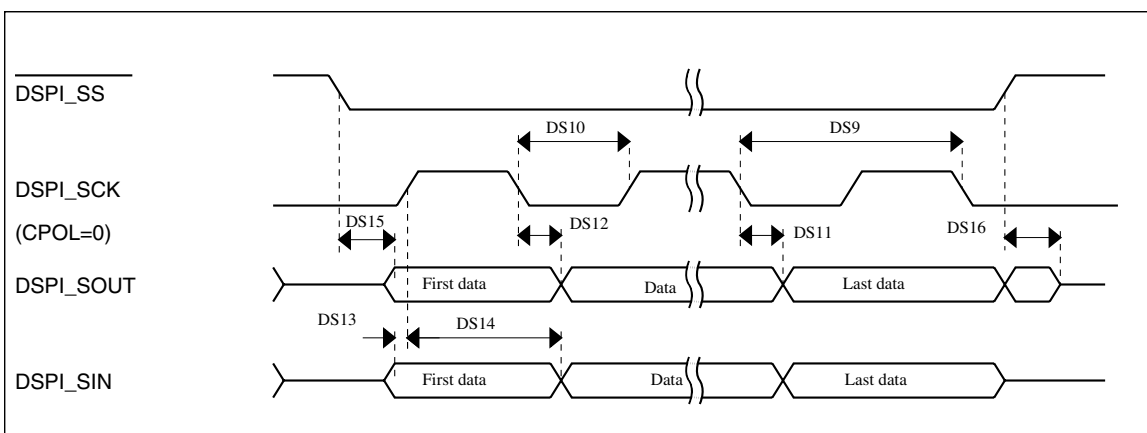 DSPI_SS
DS10
DS9
DSPI_SCK
(CPOL=0)
DS15
DS12
DS11
DS16
DSPI_SOUT
First data
Data
Last data
DS13
DS14
DSPI_SIN
First data
Data
Last data